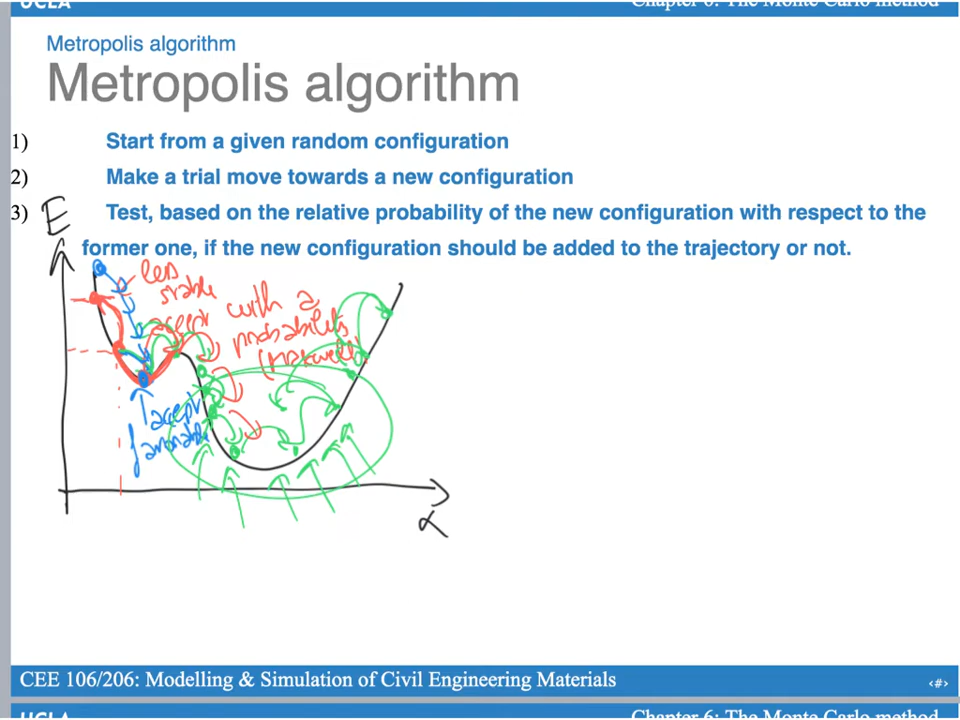 UCLA
Chapter 6: The Monte Carlo method
Metropolis algorithm
Metropolis algorithm
1) Start from a given random configuration
2) Make a trial move towards a new configuration
3) Test, based on the relative probability of the new configuration with respect to the
former one, if the new configuration should be added to the trajectory or not.
E
less
stable
accept
with a
probability
(Maxwell)
accept
favorable
α
CEE 106/206: Modelling & Simulation of Civil Engineering Materials
‹#›
UCLA
Chapter 6: The Monte Carlo method